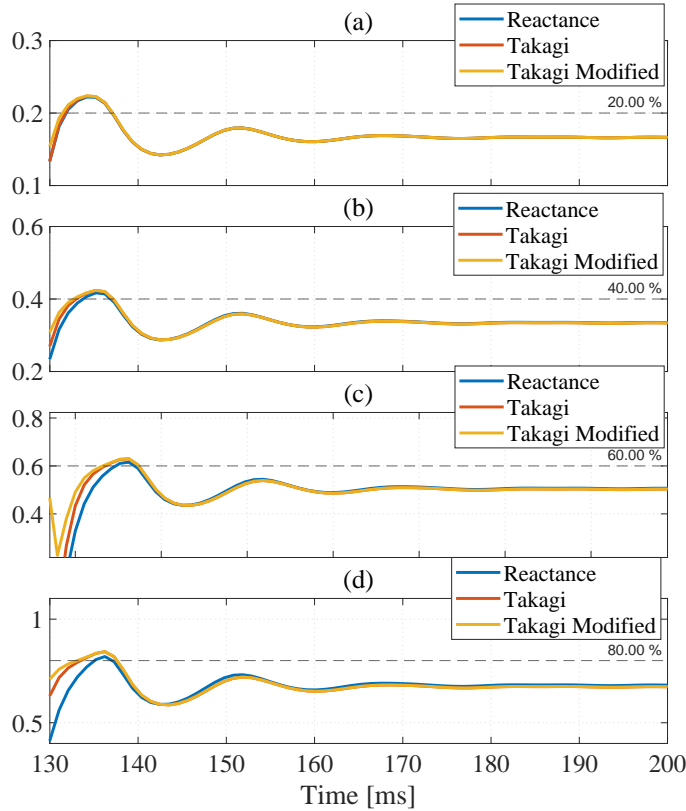 (a)
0.3
Reactance
Takagi
Takagi Modified
20.00 %
0.2
0.1
(b)
0.6
Reactance
Takagi
Takagi Modified
40.00 %
0.4
0.2
(c)
Reactance
Takagi
Takagi Modified
60.00 %
0.6
0.4
(d)
Reactance
Takagi
Takagi Modified
80.00 %
1
0.5
130 140 150 160 170 180 190 200
Time [ms]